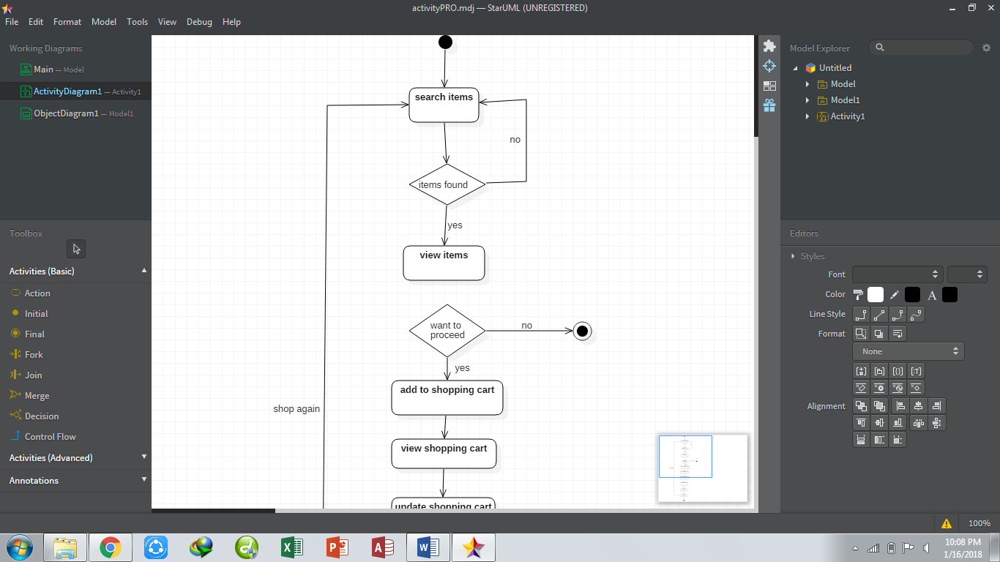 activityPRO.mdj — StarUML (UNREGISTERED)
File Edit Format Model Tools View Debug Help
Working Diagrams
Main — Model
ActivityDiagram1 — Activity1
ObjectDiagram1 — Model1
Toolbox
Activities (Basic)
Action
Initial
Final
Fork
Join
Merge
Decision
Control Flow
Activities (Advanced)
Annotations
search items
no
items found
yes
view items
want to
proceed
no
yes
add to shopping cart
shop again
view shopping cart
update shopping cart
Model Explorer
Untitled
Model
Model1
Activity1
Editors
Styles
Font
Color
A
Line Style
Format
None
Alignment
100%
10:08 PM
1/16/2018